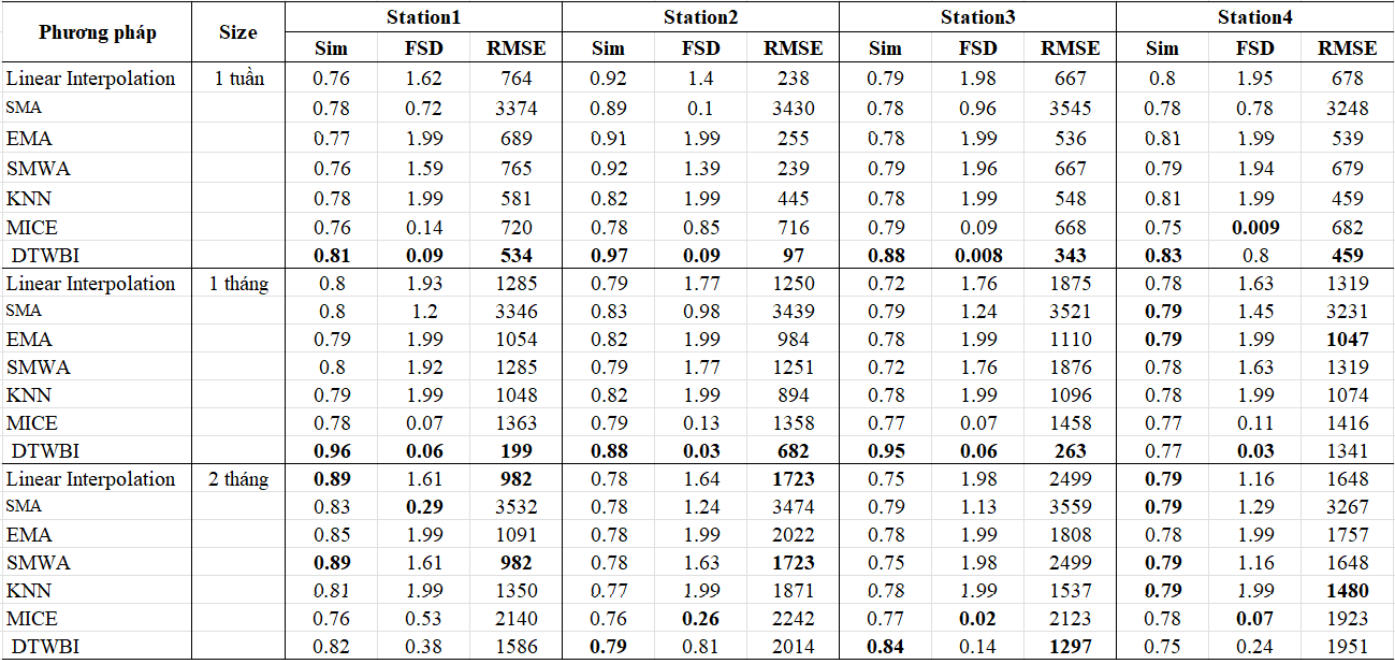 Phương pháp Size Station1 Station2 Station3 Station4
Sim FSD RMSE Sim FSD RMSE Sim FSD RMSE Sim FSD RMSE
Linear Interpolation 1 tuần 0.76 1.62 764 0.92 1.4 238 0.79 1.98 667 0.8 1.95 678
SMA 0.78 0.72 3374 0.89 0.1 3430 0.78 0.96 3545 0.78 0.78 3248
EMA 0.77 1.99 689 0.91 1.99 255 0.78 1.99 536 0.81 1.99 539
SMWA 0.76 1.59 765 0.92 1.39 239 0.79 1.96 667 0.79 1.94 679
KNN 0.78 1.99 581 0.82 1.99 445 0.78 1.99 548 0.81 1.99 459
MICE 0.76 0.14 720 0.78 0.85 716 0.79 0.09 668 0.75 0.009 682
DTWBI 0.81 0.09 534 0.97 0.09 97 0.88 0.008 343 0.83 0.8 459
Linear Interpolation 1 tháng 0.8 1.93 1285 0.79 1.77 1250 0.72 1.76 1875 0.78 1.63 1319
SMA 0.8 1.2 3346 0.83 0.98 3439 0.79 1.24 3521 0.79 1.45 3231
EMA 0.79 1.99 1054 0.82 1.99 984 0.78 1.99 1110 0.79 1.99 1047
SMWA 0.8 1.92 1285 0.79 1.77 1251 0.72 1.76 1876 0.78 1.63 1319
KNN 0.79 1.99 1048 0.82 1.99 894 0.78 1.99 1096 0.78 1.99 1074
MICE 0.78 0.07 1363 0.79 0.13 1358 0.77 0.07 1458 0.77 0.11 1416
DTWBI 0.96 0.06 199 0.88 0.03 682 0.95 0.06 263 0.77 0.03 1341
Linear Interpolation 2 tháng 0.89 1.61 982 0.78 1.64 1723 0.75 1.98 2499 0.79 1.16 1648
SMA 0.83 0.29 3532 0.78 1.24 3474 0.79 1.13 3559 0.79 1.29 3267
EMA 0.85 1.99 1091 0.78 1.99 2022 0.78 1.99 1808 0.78 1.99 1757
SMWA 0.89 1.61 982 0.78 1.63 1723 0.75 1.98 2499 0.79 1.16 1648
KNN 0.81 1.99 1350 0.77 1.99 1871 0.78 1.99 1537 0.79 1.99 1480
MICE 0.76 0.53 2140 0.76 0.26 2242 0.77 0.02 2123 0.78 0.07 1923
DTWBI 0.82 0.38 1586 0.79 0.81 2014 0.84 0.14 1297 0.75 0.24 1951